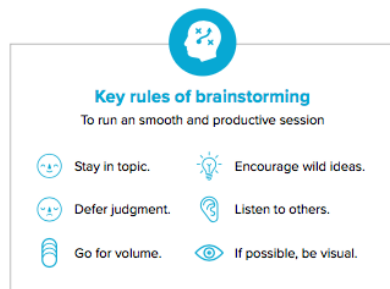 Key rules of brainstorming
To run an smooth and productive session
Stay in topic.
Encourage wild ideas.
Defer judgment.
Listen to others.
Go for volume.
If possible, be visual.